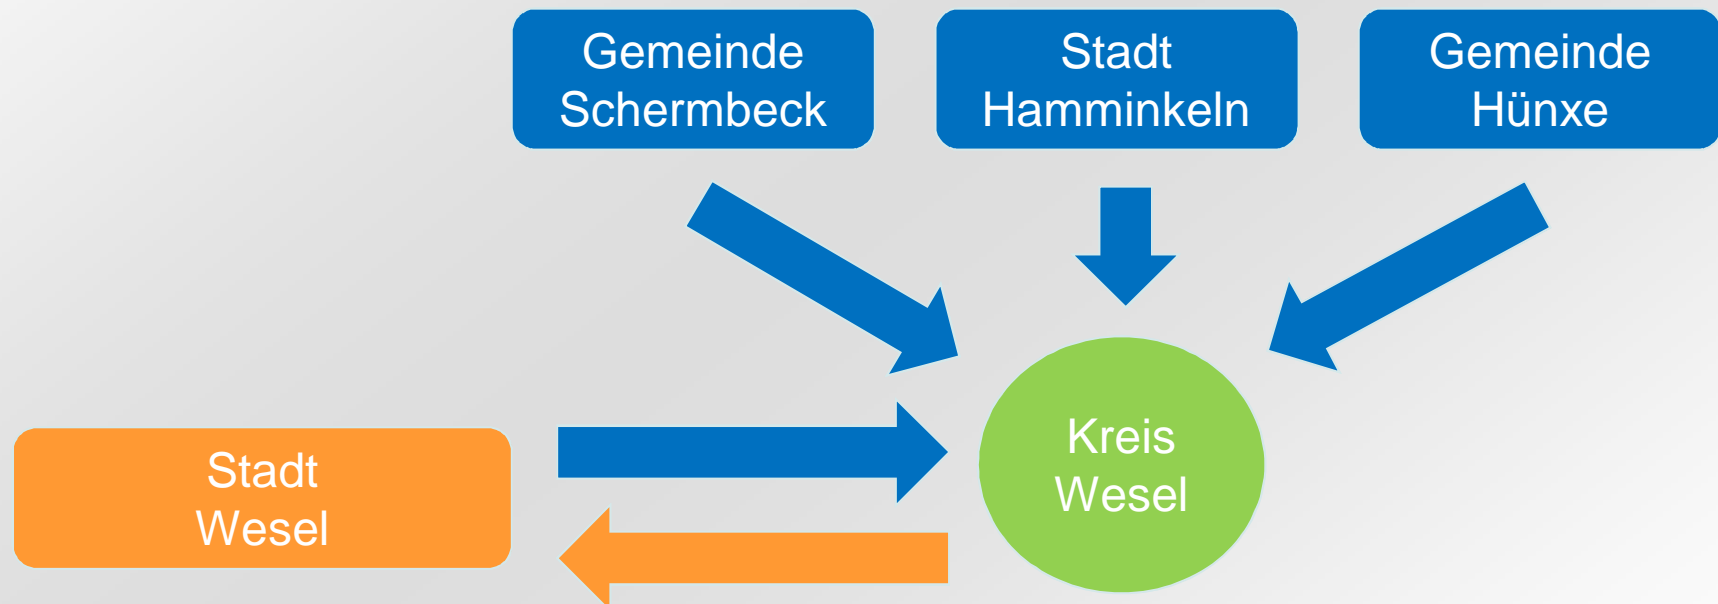 Gemeinde
Schermbeck
Stadt
Hamminkeln
Gemeinde
Hünxe
Stadt
Wesel
Kreis
Wesel